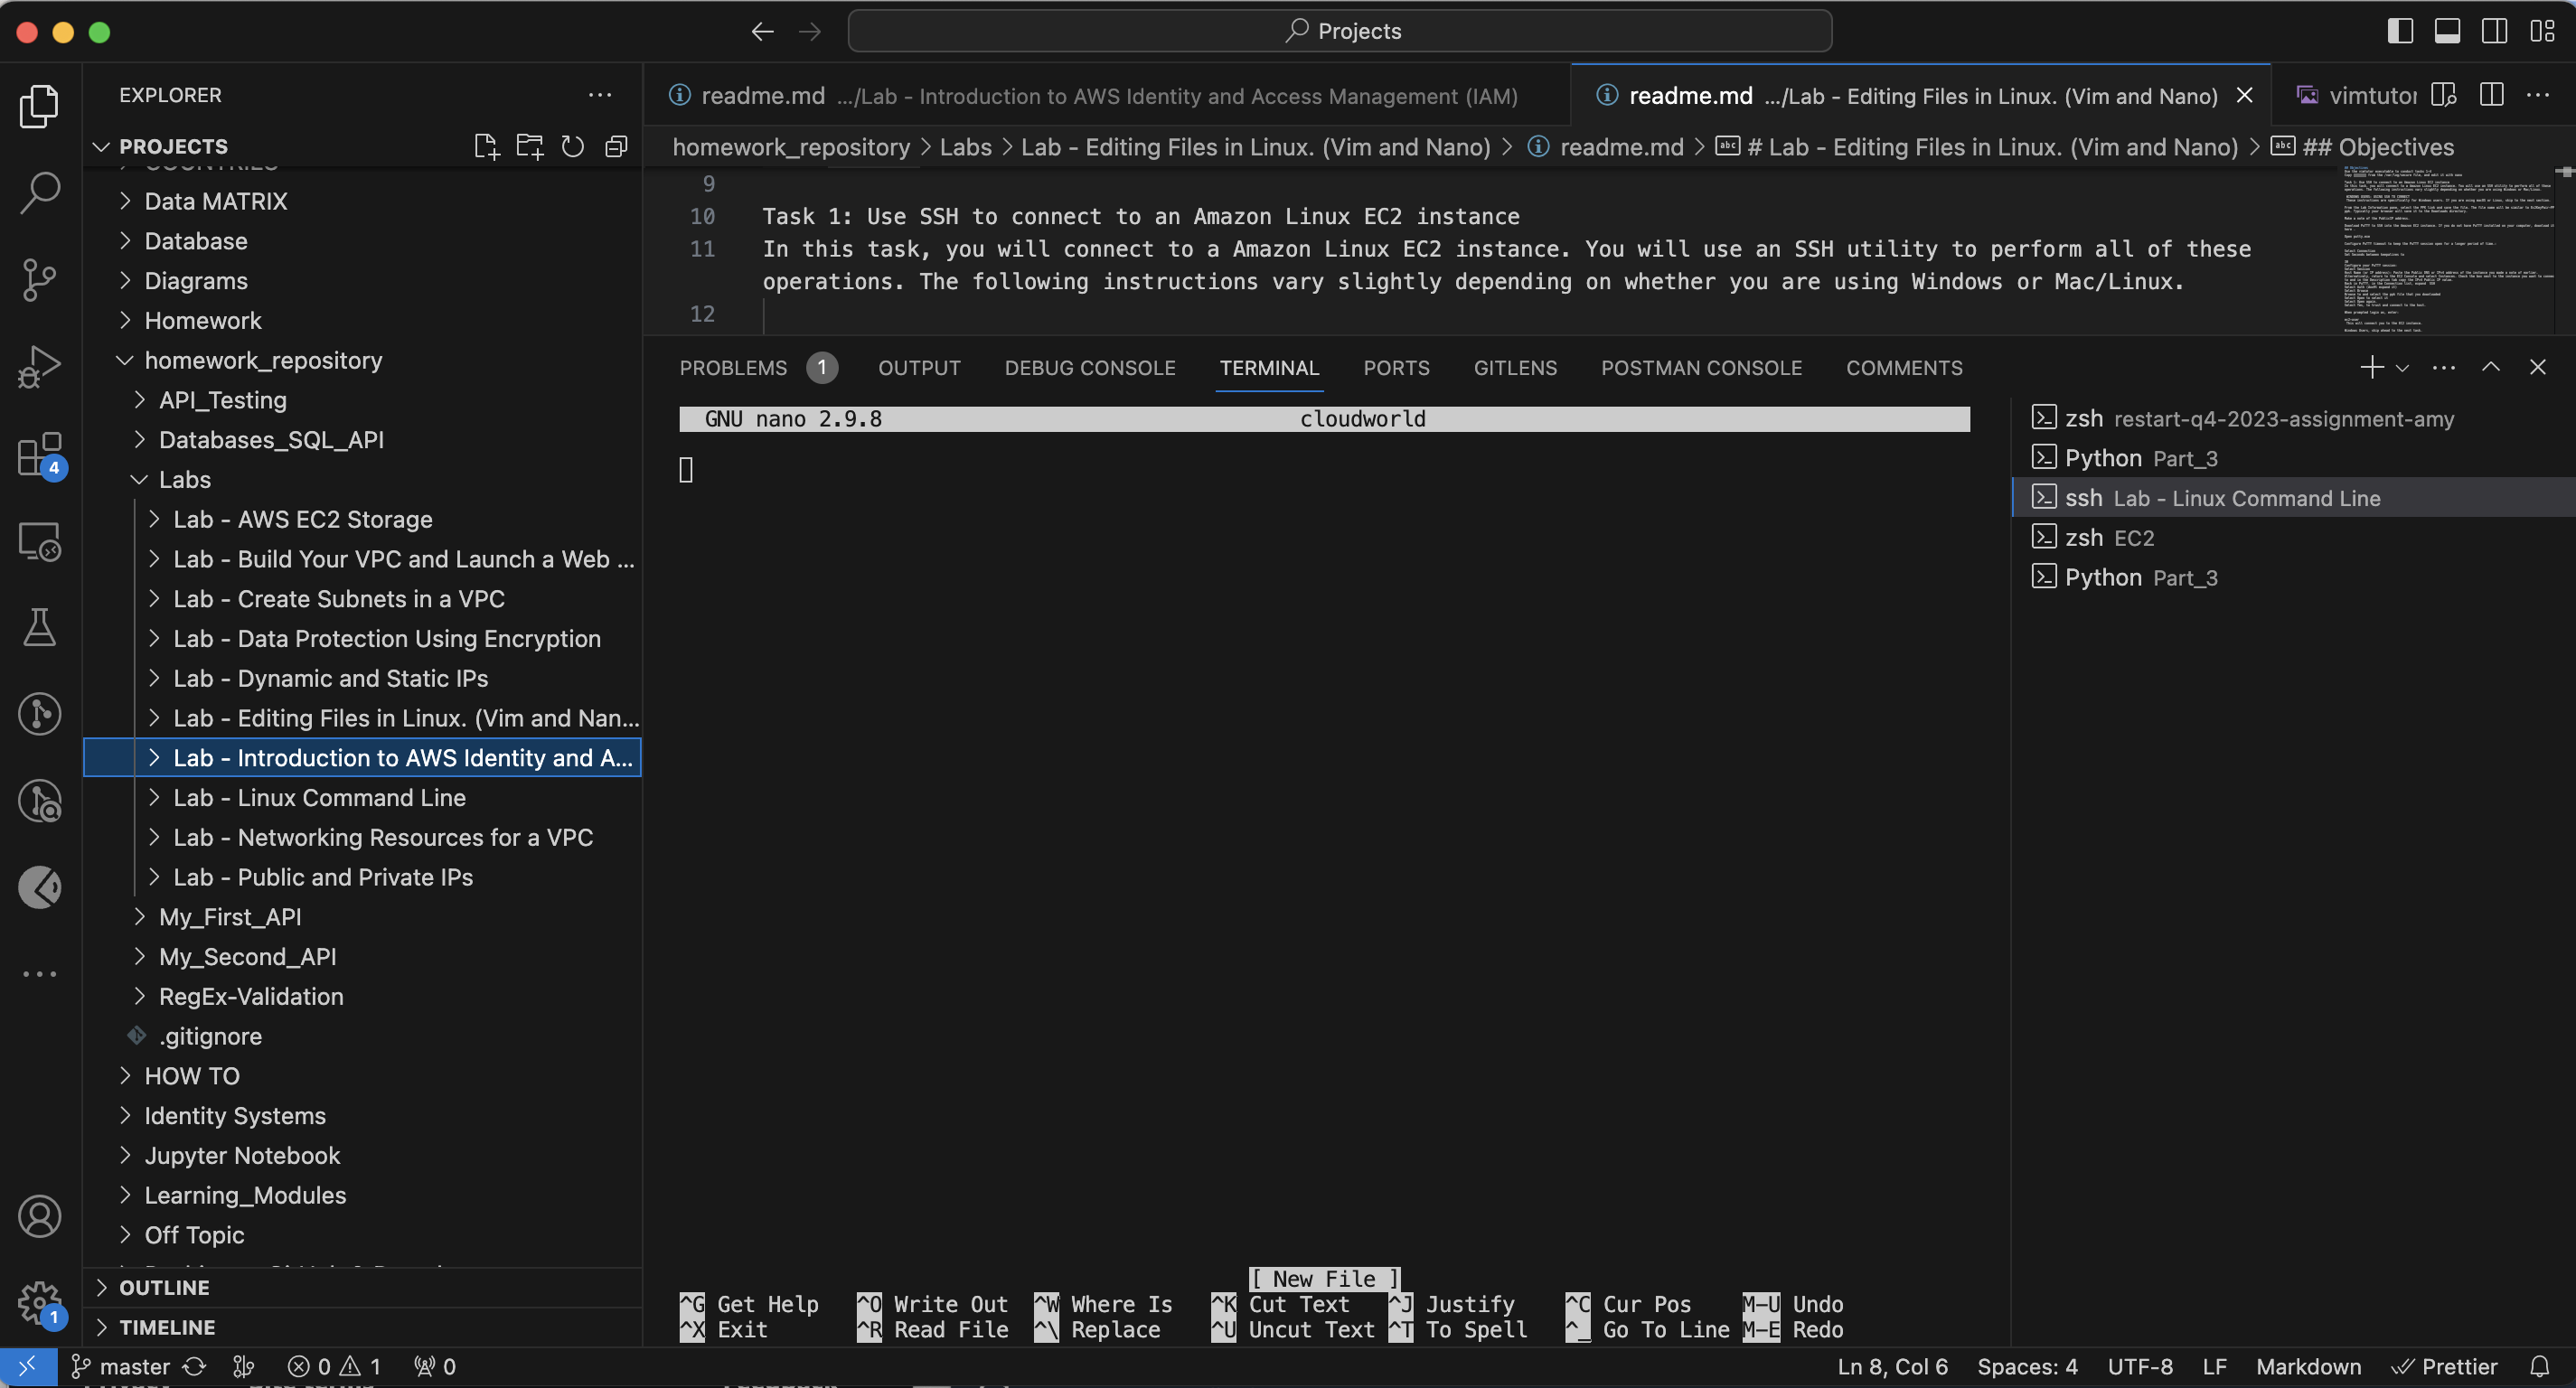 Projects
EXPLORER
readme.md .../Lab - Introduction to AWS Identity and Access Management (IAM)
readme.md .../Lab - Editing Files in Linux. (Vim and Nano)
vimtutor
PROJECTS
homework_repository > Labs > Lab - Editing Files in Linux. (Vim and Nano) > readme.md > # Lab - Editing Files in Linux. (Vim and Nano) > ## Objectives
COUNTRIES
Data MATRIX
Database
Diagrams
Homework
homework_repository
API_Testing
Databases_SQL_API
Labs
Lab - AWS EC2 Storage
Lab - Build Your VPC and Launch a Web ...
Lab - Create Subnets in a VPC
Lab - Data Protection Using Encryption
Lab - Dynamic and Static IPs
Lab - Editing Files in Linux. (Vim and Nan...
Lab - Introduction to AWS Identity and A...
Lab - Linux Command Line
Lab - Networking Resources for a VPC
Lab - Public and Private IPs
My_First_API
My_Second_API
RegEx-Validation
.gitignore
HOW TO
Identity Systems
Jupyter Notebook
Learning_Modules
Off Topic
OUTLINE
TIMELINE
4
1
9
10 Task 1: Use SSH to connect to an Amazon Linux EC2 instance
11 In this task, you will connect to a Amazon Linux EC2 instance. You will use an SSH utility to perform all of these
operations. The following instructions vary slightly depending on whether you are using Windows or Mac/Linux.
12
PROBLEMS 1 OUTPUT DEBUG CONSOLE TERMINAL PORTS GITLENS POSTMAN CONSOLE COMMENTS
GNU nano 2.9.8 cloudworld
[ New File ]
^G Get Help ^O Write Out ^W Where Is ^K Cut Text ^J Justify ^C Cur Pos M-U Undo
^X Exit ^R Read File ^\ Replace ^U Uncut Text ^T To Spell ^_ Go To Line M-E Redo
zsh restart-q4-2023-assignment-amy
Python Part_3
ssh Lab - Linux Command Line
zsh EC2
Python Part_3
master 0 1 0
Ln 8, Col 6 Spaces: 4 UTF-8 LF Markdown Prettier